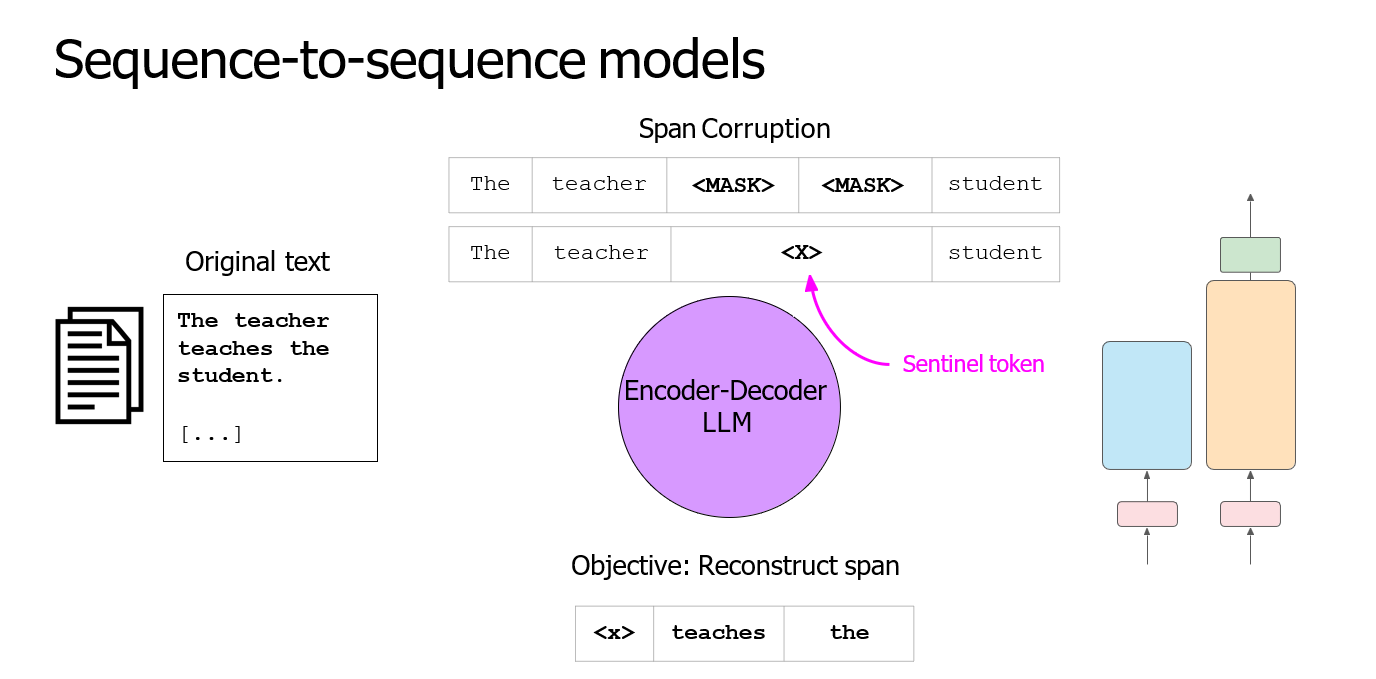 Sequence-to-sequence models
Span Corruption
The teacher <MASK> <MASK> student
The teacher <X> student
Original text
The teacher
teaches the
student.
[...]
Sentinel token
Encoder-Decoder
LLM
Objective: Reconstruct span
<x> teaches the